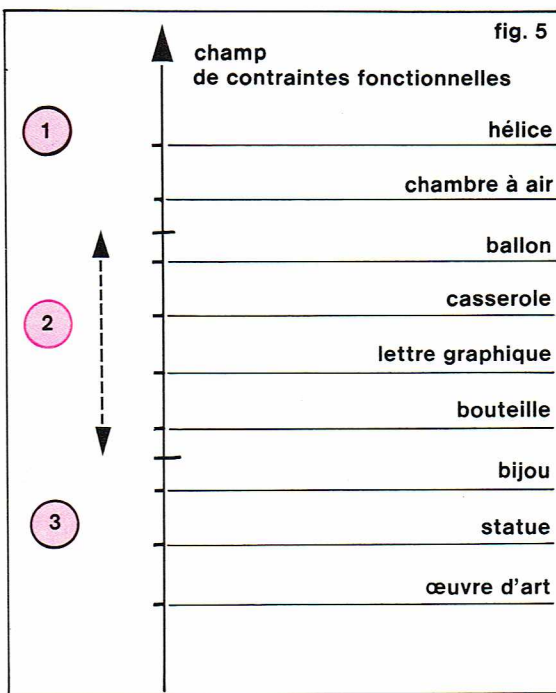 fig. 5
champ
de contraintes fonctionnelles
1
hélice
chambre à air
ballon
casserole
2
lettre graphique
bouteille
bijou
3
statue
œuvre d'art